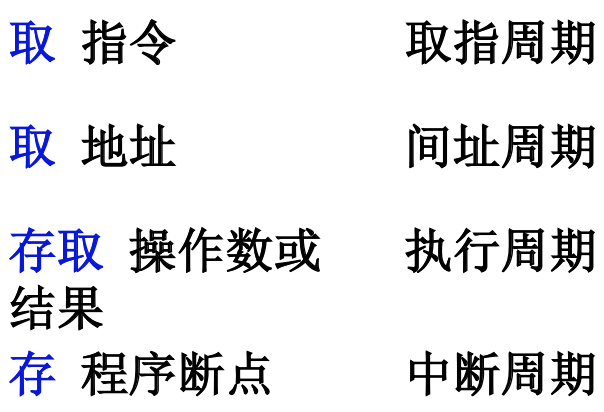 取 指令 取指周期
取 地址 间址周期
存取 操作数或 执行周期
结果
存 程序断点 中断周期